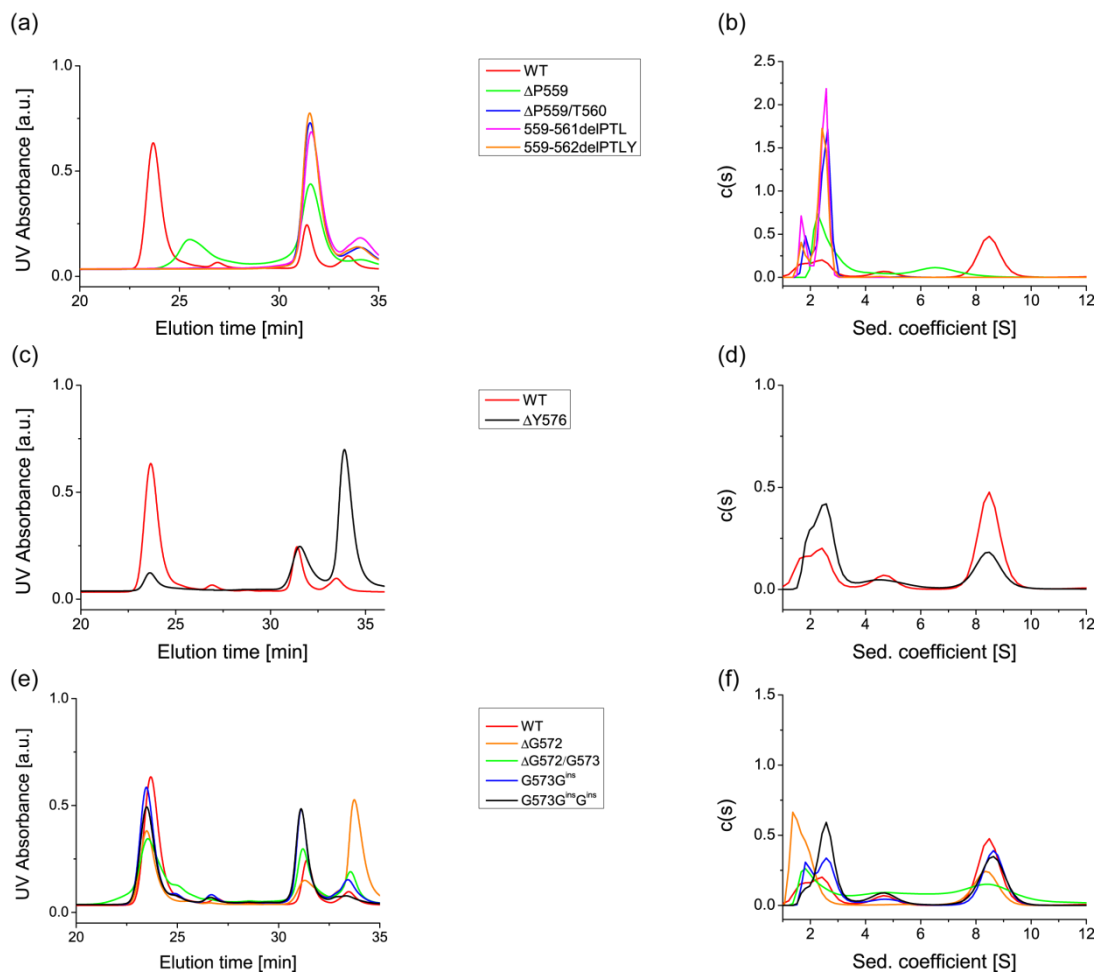 (a)
(b)
1.0
0.5
0.0
UV Absorbance [a.u.]
20 25 30 35
Elution time [min]
WT
ΔP559
ΔP559/T560
559-561delPTL
559-562delPTLY
2.5
2.0
1.5
1.0
0.5
0.0
c(s)
2 4 6 8 10 12
Sed. coefficient [S]
(c)
(d)
1.0
0.5
0.0
UV Absorbance [a.u.]
20 25 30 35
Elution time [min]
WT
ΔY576
1.0
0.5
0.0
c(s)
2 4 6 8 10 12
Sed. coefficient [S]
(e)
(f)
1.0
0.5
0.0
UV Absorbance [a.u.]
20 25 30 35
Elution time [min]
WT
ΔG572
ΔG572/G573
G573Gⁱⁿˢ
G573GⁱⁿˢGⁱⁿˢ
1.5
1.0
0.5
0.0
c(s)
2 4 6 8 10 12
Sed. coefficient [S]